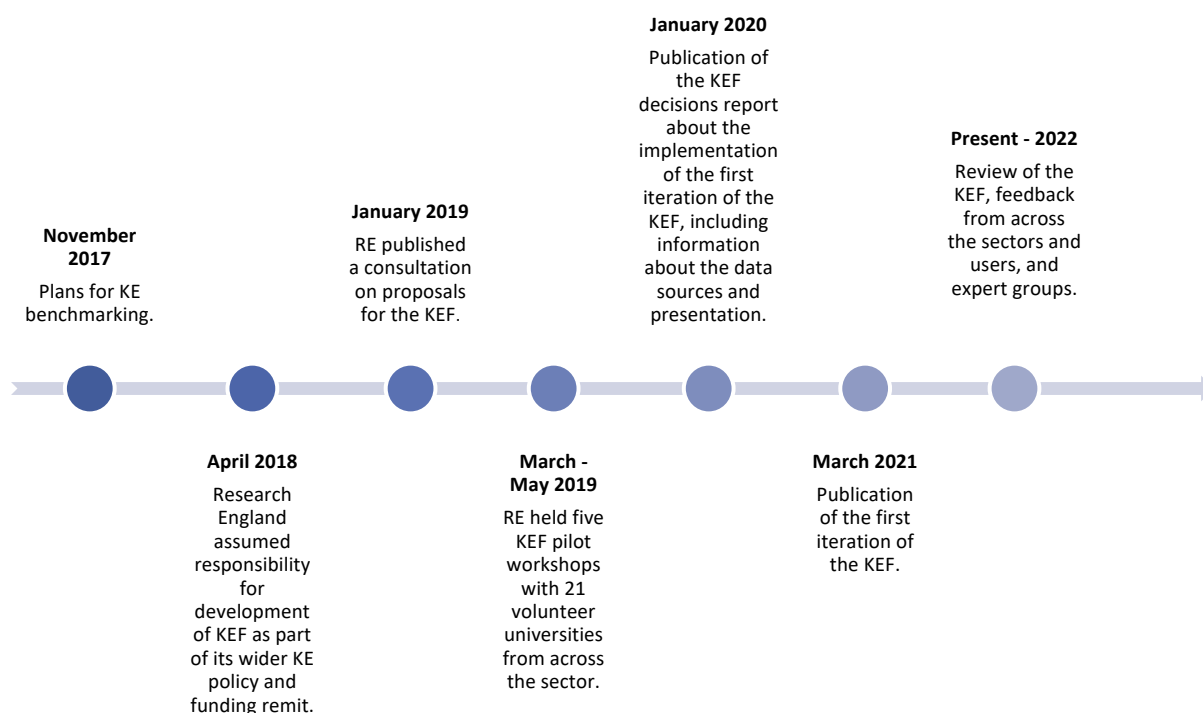 November
2017
Plans for KE
benchmarking.
April 2018
Research
England
assumed
responsibility
for
development
of KEF as part
of its wider KE
policy and
funding remit.
January 2019
RE published
a consultation
on proposals
for the KEF.
March -
May 2019
RE held five
KEF pilot
workshops
with 21
volunteer
universities
from across
the sector.
January 2020
Publication of
the KEF
decisions report
about the
implementation
of the first
iteration of the
KEF, including
information
about the data
sources and
presentation.
March 2021
Publication
of the first
iteration of
the KEF.
Present - 2022
Review of the
KEF, feedback
from across
the sectors and
users, and
expert groups.